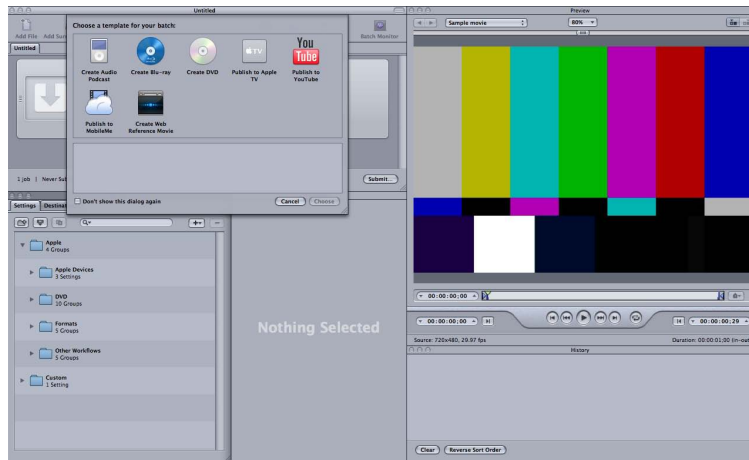 Untitled
Add File
Batch Monitor
Untitled
Choose a template for your batch:
Create Audio
Podcast
Create Blu-ray
Create DVD
tv
Publish to Apple
TV
You
Tube
Publish to
YouTube
Publish to
MobileMe
Create Web
Reference Movie
Don't show this dialog again
Cancel
Choose
1 job | Never
Submit...
Settings
Apple
4 Groups
Apple Devices
3 Settings
DVD
10 Groups
Formats
5 Groups
Other Workflows
5 Groups
Custom
1 Setting
Nothing Selected
Preview
Sample movie
80%
00:00:00;00
00:00:00;00
00:00:00;29
Source: 720x480, 29.97 fps
Duration: 00:00:01;00 (in-out
History
Clear
Reverse Sort Order